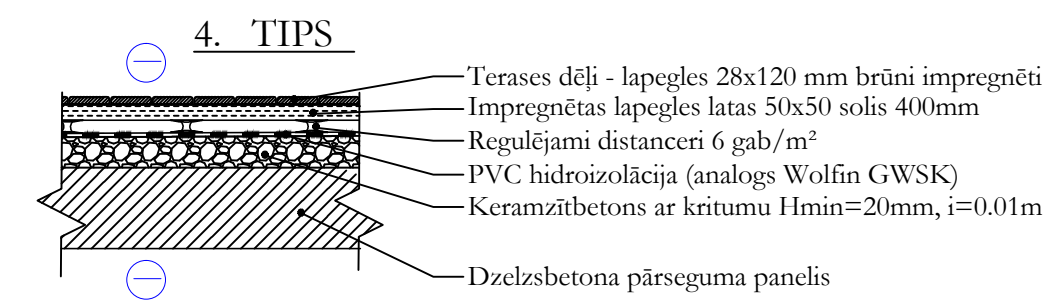 4. TIPS
Terases dēļi - lapegles 28x120 mm brūni impregnēti
Impregnētas lapegles latas 50x50 solis 400mm
Regulējami distanceri 6 gab/m²
PVC hidroizolācija (analogs Wolfin GWSK)
Keramzītbetons ar kritumu Hmin=20mm, i=0.01m
Dzelzsbetona pārseguma panelis